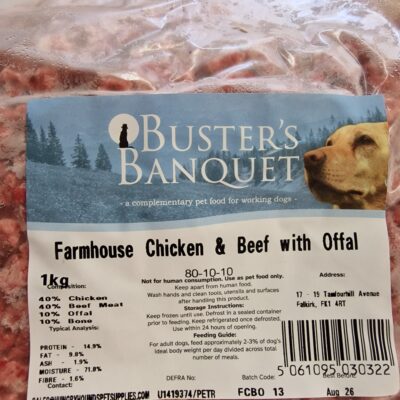 BUSTER'S
BANQUET
- a complementary pet food for working dogs -
Farmhouse Chicken & Beef with Offal
1kg
80-10-10
Not for human consumption. Use as pet food only.
Keep apart from human food.
Wash hands and clean tools, utensils and surfaces
after handling this product.
Storage Instructions:
Keep frozen until use. Defrost in a sealed container
prior to feeding. Keep refrigerated once defrosted.
Use within 24 hours of opening.
Feeding Guide:
For adult dogs, feed approximately 2-3% of dog's
ideal body weight per day divided across total
number of meals.
Composition:
40% Chicken
40% Beef Meat
10% Offal
10% Bone
Typical Analysis:
PROTEIN - 14.9%
FAT - 9.8%
ASH - 1.9%
MOISTURE - 71.8%
FIBRE - 1.6%
Contact:
Address:
17 - 19 Tamfourhill Avenue
Falkirk, FK1 4RT
5061095030322
DEFRA No:
U1419374/PETR
Batch Code:
FCBO 13
Best Before:
Aug 26